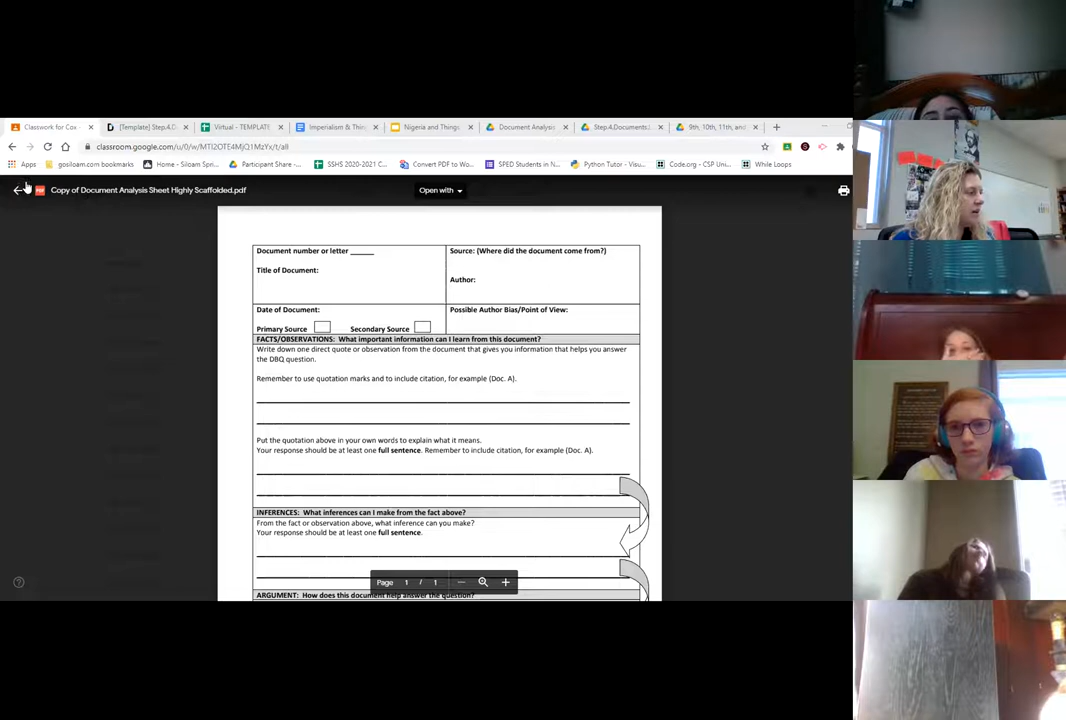 Classwork for Cox -
[Template] Step.4.D
Virtual - TEMPLATE
Imperialism & Thin
Nigeria and Things
Document Analysis
Step.4.Documents.
9th, 10th, 11th, an
classroom.google.com/u/0/w/MTI2OTE4MjQ1MzYx/t/all
Apps
gosiloam.com bookmarks
Home - Siloam Spri...
Participant Share -...
SSHS 2020-2021 C...
Convert PDF to Wo...
SPED Students in N...
Python Tutor - Visu...
Code.org - CSP Uni...
While Loops
PDF
Copy of Document Analysis Sheet Highly Scaffolded.pdf
Open with
Document number or letter ______
Source: (Where did the document come from?)
Title of Document:
Author:
Date of Document:
Possible Author Bias/Point of View:
Primary Source
Secondary Source
FACTS/OBSERVATIONS: What important information can I learn from this document?
Write down one direct quote or observation from the document that gives you information that helps you answer
the DBQ question.
Remember to use quotation marks and to include citation, for example (Doc. A).
Put the quotation above in your own words to explain what it means.
Your response should be at least one full sentence. Remember to include citation, for example (Doc. A).
INFERENCES: What inferences can I make from the fact above?
From the fact or observation above, what inference can you make?
Your response should be at least one full sentence.
Page 1 / 1
ARGUMENT: How does this document help answer the question?